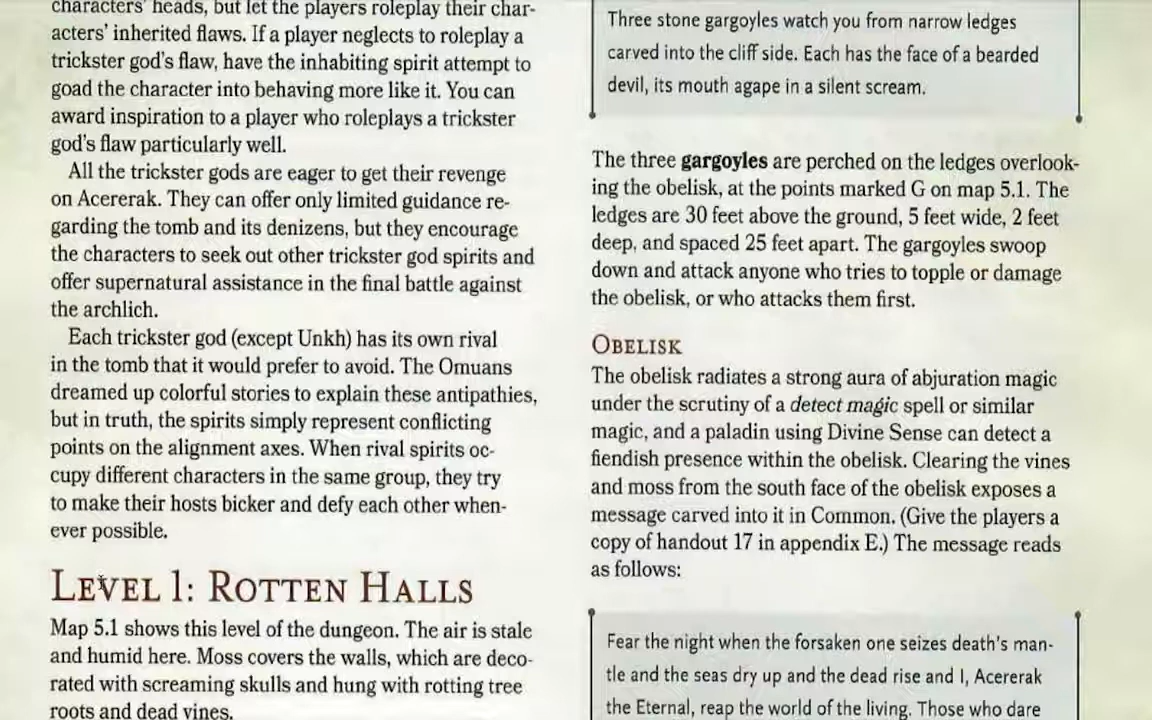 characters' heads, but let the players roleplay their char-
acters' inherited flaws. If a player neglects to roleplay a
trickster god's flaw, have the inhabiting spirit attempt to
goad the character into behaving more like it. You can
award inspiration to a player who roleplays a trickster
god's flaw particularly well.
All the trickster gods are eager to get their revenge
on Acererak. They can offer only limited guidance re-
garding the tomb and its denizens, but they encourage
the characters to seek out other trickster god spirits and
offer supernatural assistance in the final battle against
the archlich.
Each trickster god (except Unkh) has its own rival
in the tomb that it would prefer to avoid. The Omuans
dreamed up colorful stories to explain these antipathies,
but in truth, the spirits simply represent conflicting
points on the alignment axes. When rival spirits oc-
cupy different characters in the same group, they try
to make their hosts bicker and defy each other when-
ever possible.
Level 1: Rotten Halls
Map 5.1 shows this level of the dungeon. The air is stale
and humid here. Moss covers the walls, which are deco-
rated with screaming skulls and hung with rotting tree
roots and dead vines.
Three stone gargoyles watch you from narrow ledges
carved into the cliff side. Each has the face of a bearded
devil, its mouth agape in a silent scream.
The three gargoyles are perched on the ledges overlook-
ing the obelisk, at the points marked G on map 5.1. The
ledges are 30 feet above the ground, 5 feet wide, 2 feet
deep, and spaced 25 feet apart. The gargoyles swoop
down and attack anyone who tries to topple or damage
the obelisk, or who attacks them first.
Obelisk
The obelisk radiates a strong aura of abjuration magic
under the scrutiny of a detect magic spell or similar
magic, and a paladin using Divine Sense can detect a
fiendish presence within the obelisk. Clearing the vines
and moss from the south face of the obelisk exposes a
message carved into it in Common. (Give the players a
copy of handout 17 in appendix E.) The message reads
as follows:
Fear the night when the forsaken one seizes death's man-
tle and the seas dry up and the dead rise and I, Acererak
the Eternal, reap the world of the living. Those who dare